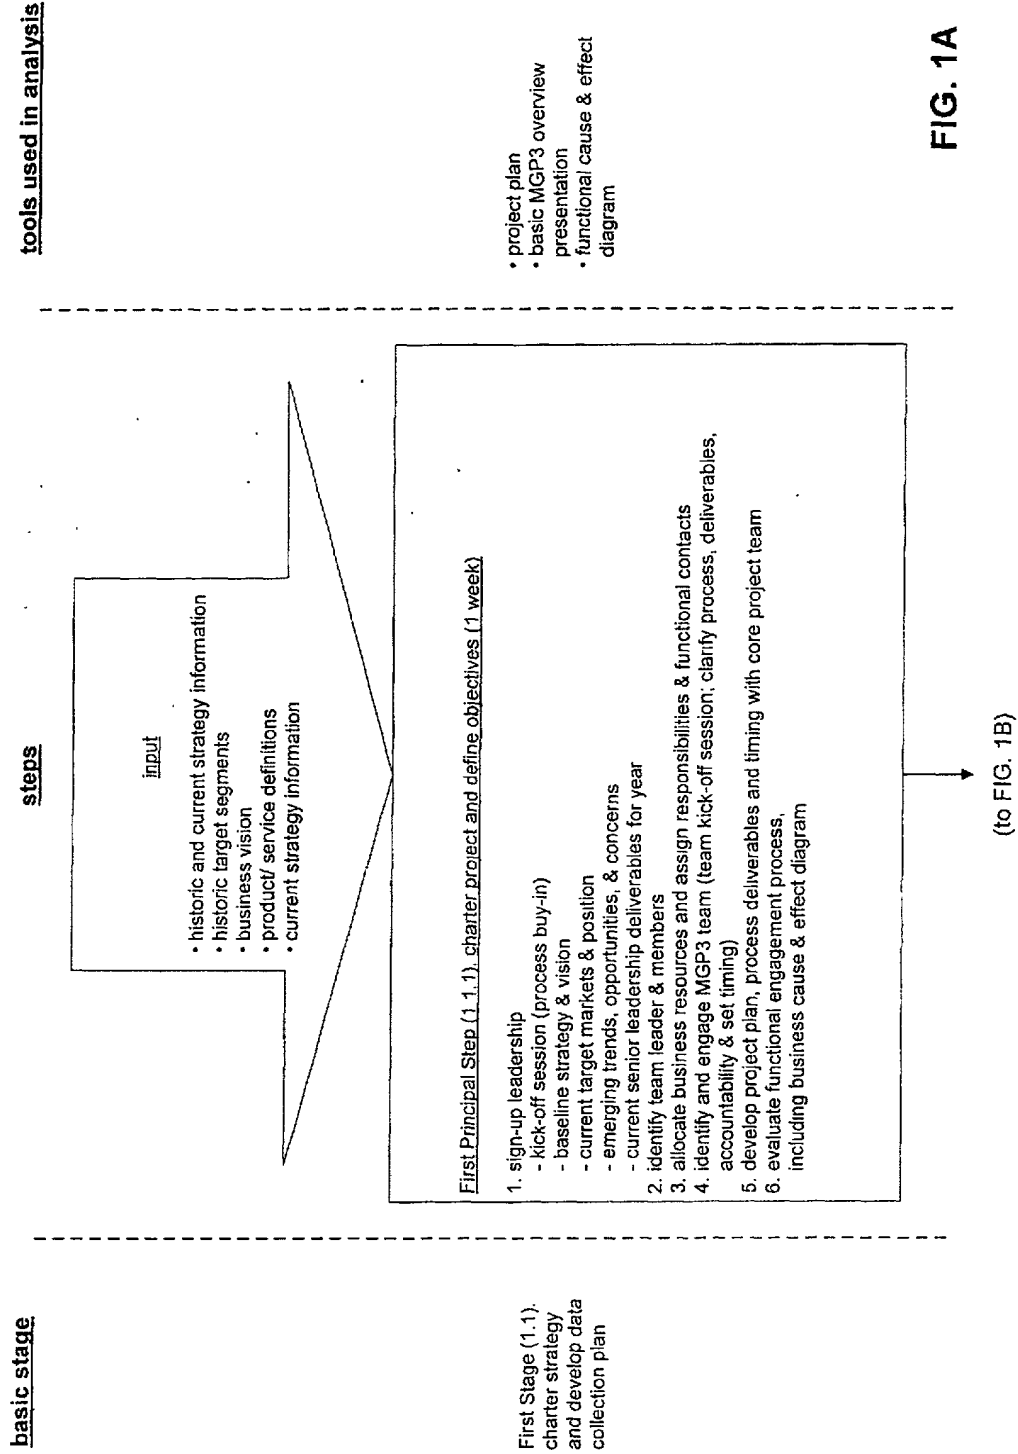 basic stage
steps
tools used in analysis
input
• historic and current strategy information
• historic target segments
• business vision
• product/ service definitions
• current strategy information
First Stage (1.1).
charter strategy
and develop data
collection plan
First Principal Step (1 1.1). charter project and define objectives (1 week)
1. sign-up leadership
- kick-off session (process buy-in)
- baseline strategy & vision
- current target markets & position
- emerging trends, opportunities, & concerns
- current senior leadership deliverables for year
2. identify team leader & members
3. allocate business resources and assign responsibilities & functional contacts
4. identify and engage MGP3 team (team kick-off session; clarify process, deliverables,
accountability & set timing)
5. develop project plan, process deliverables and timing with core project team
6. evaluate functional engagement process,
including business cause & effect diagram
• project plan
• basic MGP3 overview
presentation
• functional cause & effect
diagram
(to FIG. 1B)
FIG. 1A